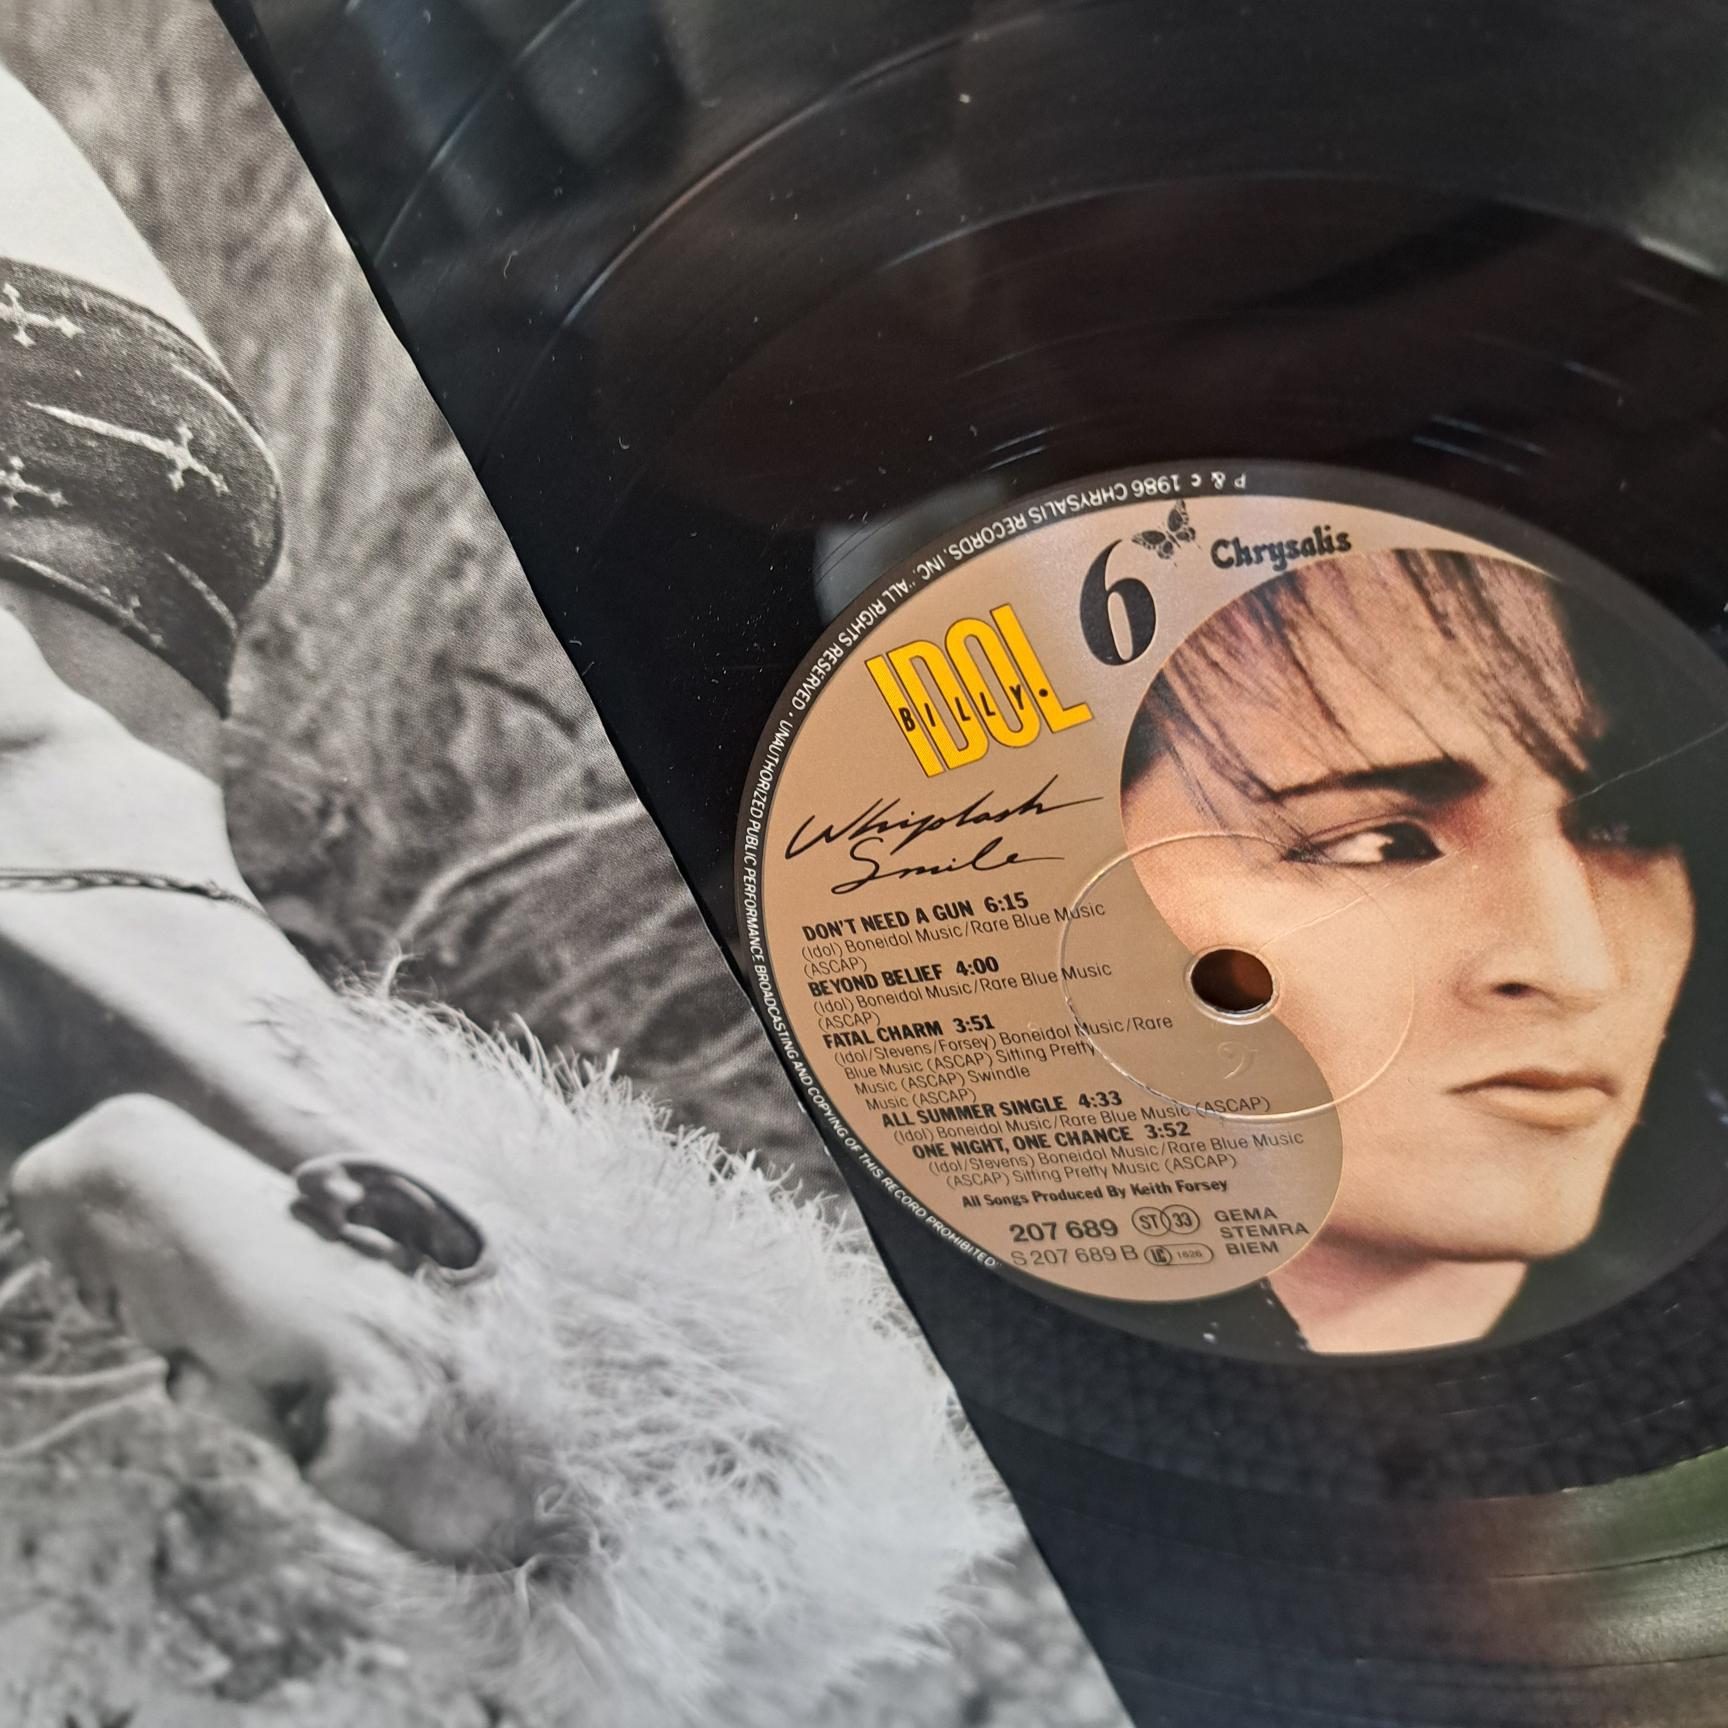 P & c 1986 CHRYSALIS RECORDS, INC. "ALL RIGHTS RESERVED · UNAUTHORIZED PUBLIC PERFORMANCE BROADCASTING AND COPYING OF THIS RECORD PROHIBITED"
6 Chrysalis
IDOL
BILLY
Whiplash
Smile
DON'T NEED A GUN 6:15
(Idol) Boneidol Music/Rare Blue Music
(ASCAP)
BEYOND BELIEF 4:00
(Idol) Boneidol Music/Rare Blue Music
(ASCAP)
FATAL CHARM 3:51
(Idol/Stevens/Forsey) Boneidol Music/Rare
Blue Music (ASCAP) Sitting Pretty
Music (ASCAP) Swindle
Music (ASCAP)
ALL SUMMER SINGLE 4:33
(Idol) Boneidol Music/Rare Blue Music (ASCAP)
ONE NIGHT, ONE CHANCE 3:52
(Idol/Stevens) Boneidol Music/Rare Blue Music
(ASCAP) Sitting Pretty Music (ASCAP)
All Songs Produced By Keith Forsey
207 689 ST 33 GEMA
S 207 689 B LC 1626 STEMRA
BIEM